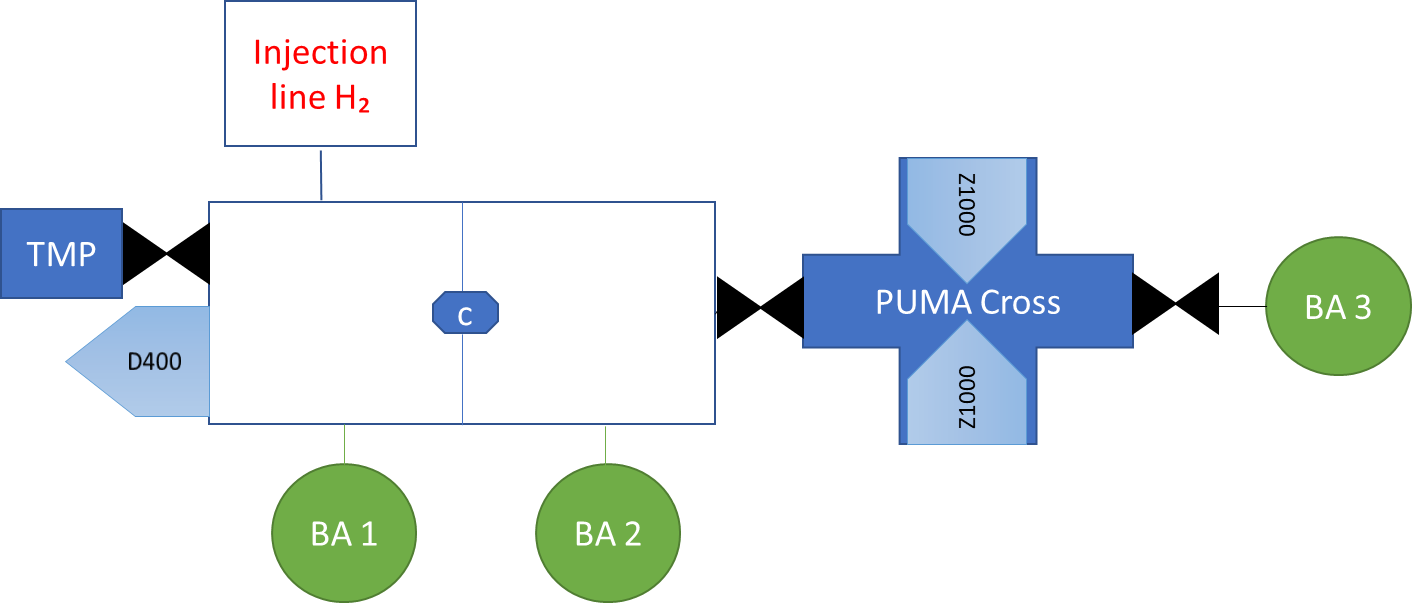 Injection
line H₂
TMP
D400
c
Z1000
PUMA Cross
Z1000
BA 3
BA 1
BA 2